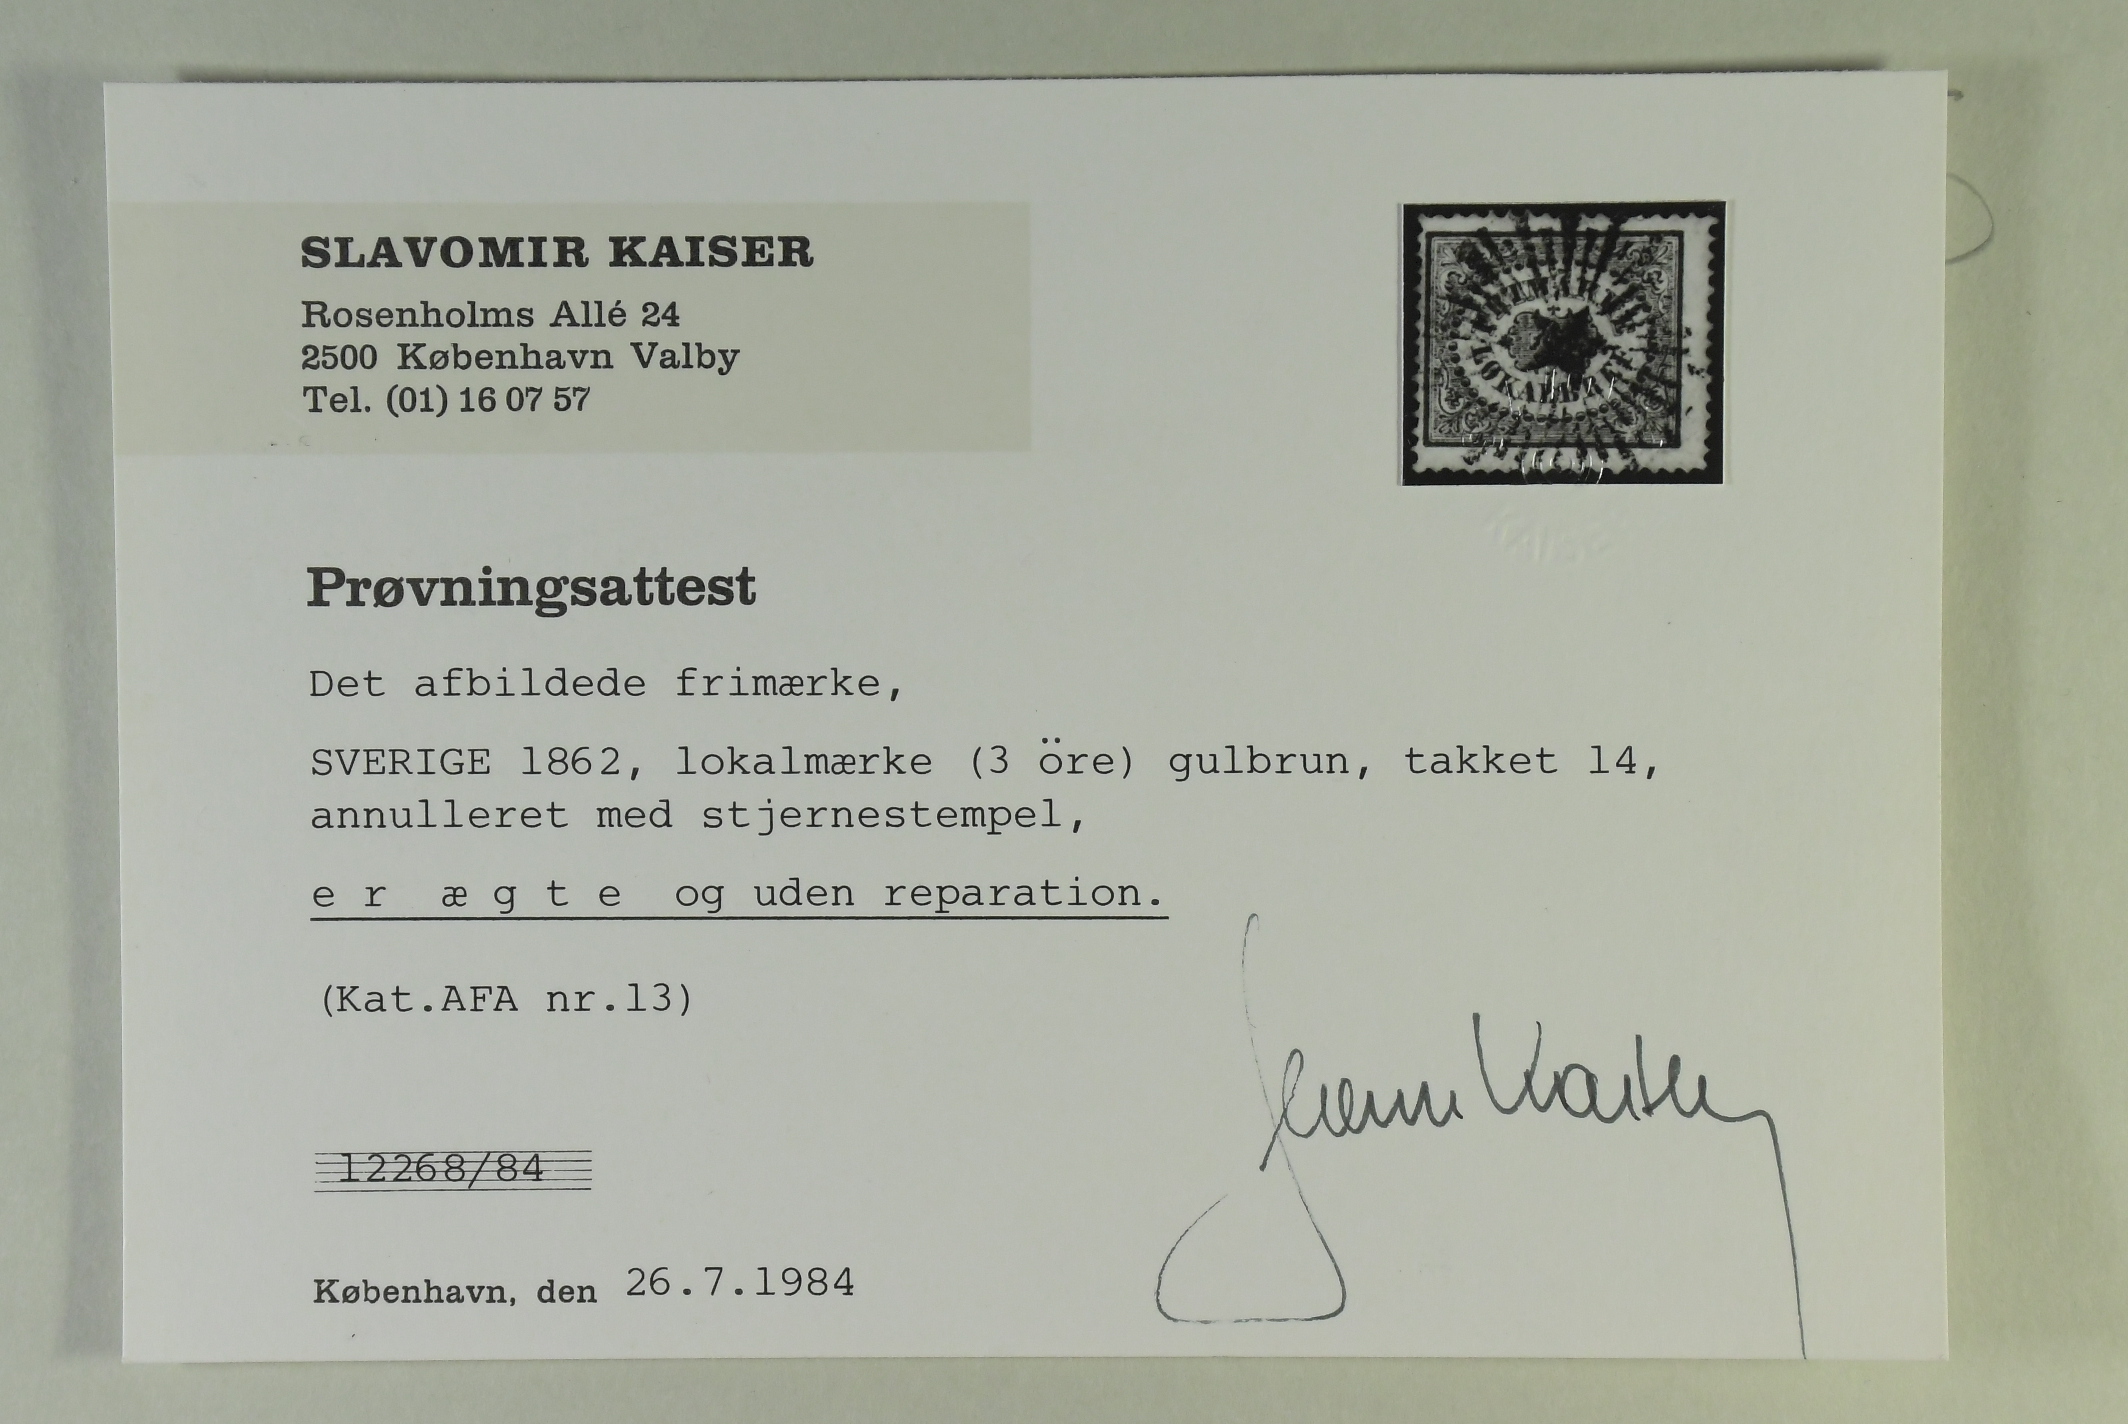 SLAVOMIR KAISER
Rosenholms Allé 24
2500 København Valby
Tel. (01) 16 07 57
FRIMÄRKE
LOKALBREF
Prøvningsattest
Det afbildede frimærke,
SVERIGE 1862, lokalmærke (3 öre) gulbrun, takket 14,
annulleret med stjernestempel,
e r æ g t e og uden reparation.
(Kat.AFA nr.13)
12268/84
København, den 26.7.1984